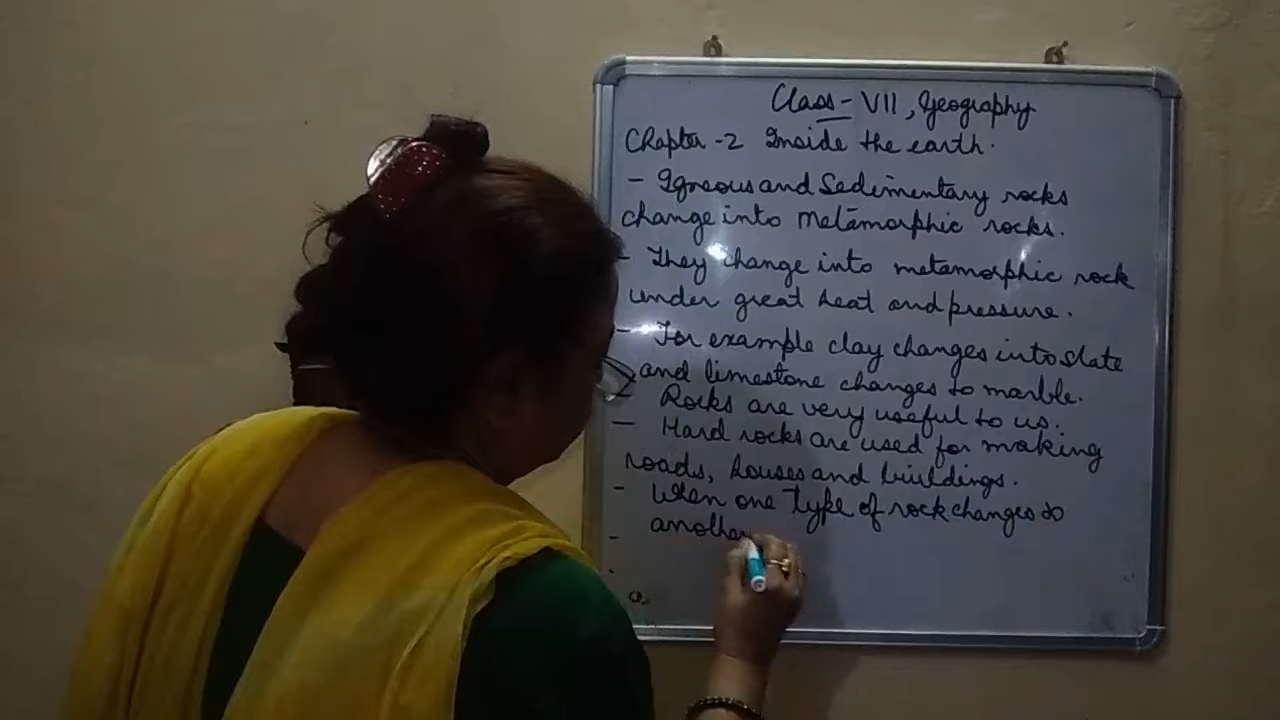 Class - VII, Geography
Chapter -2 Inside the earth.
- Igneous and Sedimentary rocks
change into Metamorphic rocks.
- They change into metamorphic rock
under great heat and pressure.
- For example clay changes into slate
and limestone changes to marble.
- Rocks are very useful to us.
- Hard rocks are used for making
roads, houses and buildings.
- When one type of rock changes to
another